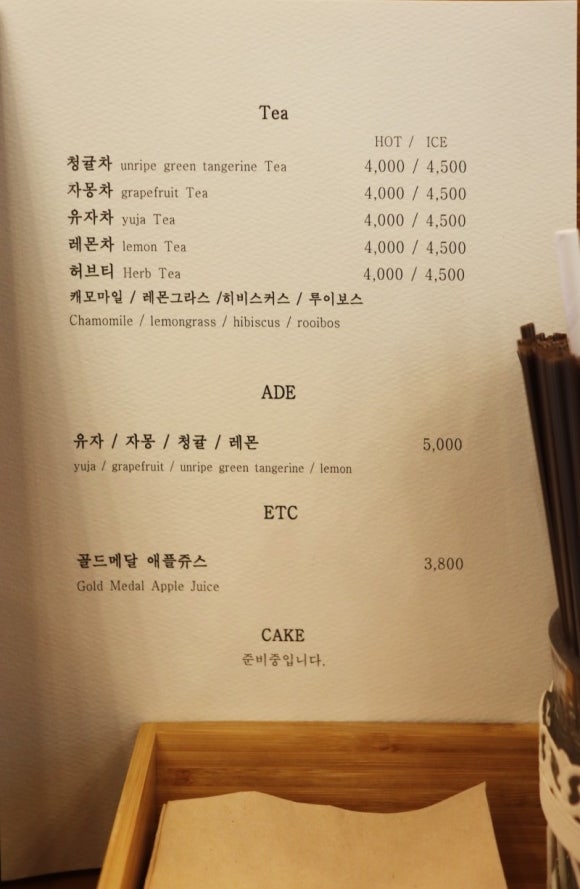 Tea
HOT / ICE
청귤차 unripe green tangerine Tea 4,000 / 4,500
자몽차 grapefruit Tea 4,000 / 4,500
유자차 yuja Tea 4,000 / 4,500
레몬차 lemon Tea 4,000 / 4,500
허브티 Herb Tea 4,000 / 4,500
캐모마일 / 레몬그라스 /히비스커스 / 루이보스
Chamomile / lemongrass / hibiscus / rooibos
ADE
유자 / 자몽 / 청귤 / 레몬 5,000
yuja / grapefruit / unripe green tangerine / lemon
ETC
골드메달 애플쥬스 3,800
Gold Medal Apple Juice
CAKE
준비중입니다.